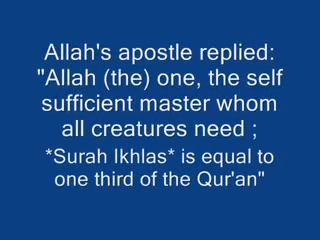 Allah's apostle replied:
"Allah (the) one, the self
sufficient master whom
all creatures need ;
*Surah Ikhlas* is equal to
one third of the Qur'an"